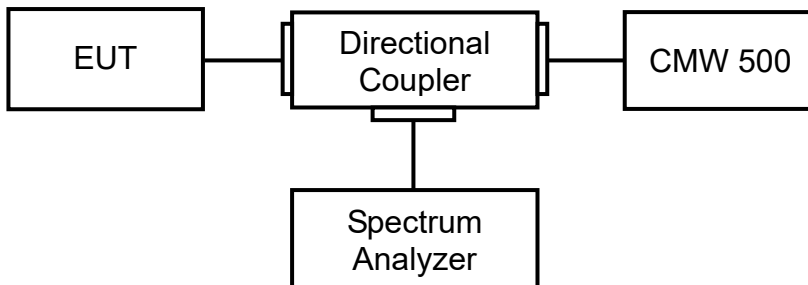 EUT
Directional
Coupler
CMW 500
Spectrum
Analyzer